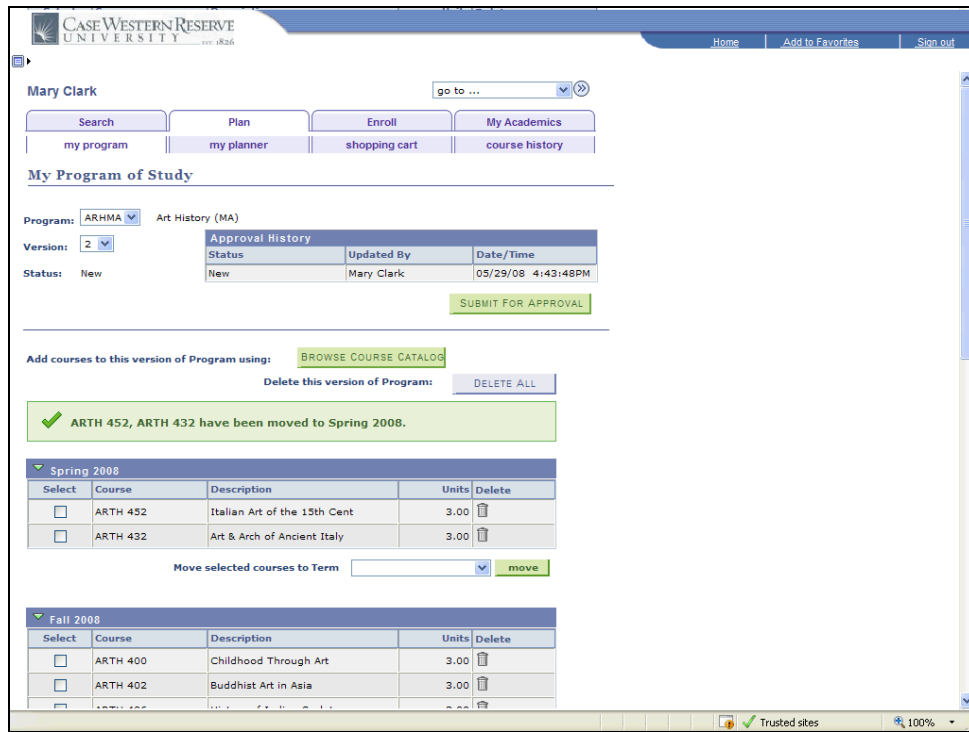 CASE WESTERN RESERVE
UNIVERSITY EST. 1826
Home Add to Favorites Sign out
Mary Clark go to ...
Search Plan Enroll My Academics
my program my planner shopping cart course history
My Program of Study
Program: ARHMA Art History (MA)
Version: 2
Approval History
Status Updated By Date/Time
Status: New
New Mary Clark 05/29/08 4:43:48PM
SUBMIT FOR APPROVAL
Add courses to this version of Program using: BROWSE COURSE CATALOG
Delete this version of Program: DELETE ALL
ARTH 452, ARTH 432 have been moved to Spring 2008.
Spring 2008
Select Course Description Units Delete
ARTH 452 Italian Art of the 15th Cent 3.00
ARTH 432 Art & Arch of Ancient Italy 3.00
Move selected courses to Term move
Fall 2008
Select Course Description Units Delete
ARTH 400 Childhood Through Art 3.00
ARTH 402 Buddhist Art in Asia 3.00
Trusted sites 100%